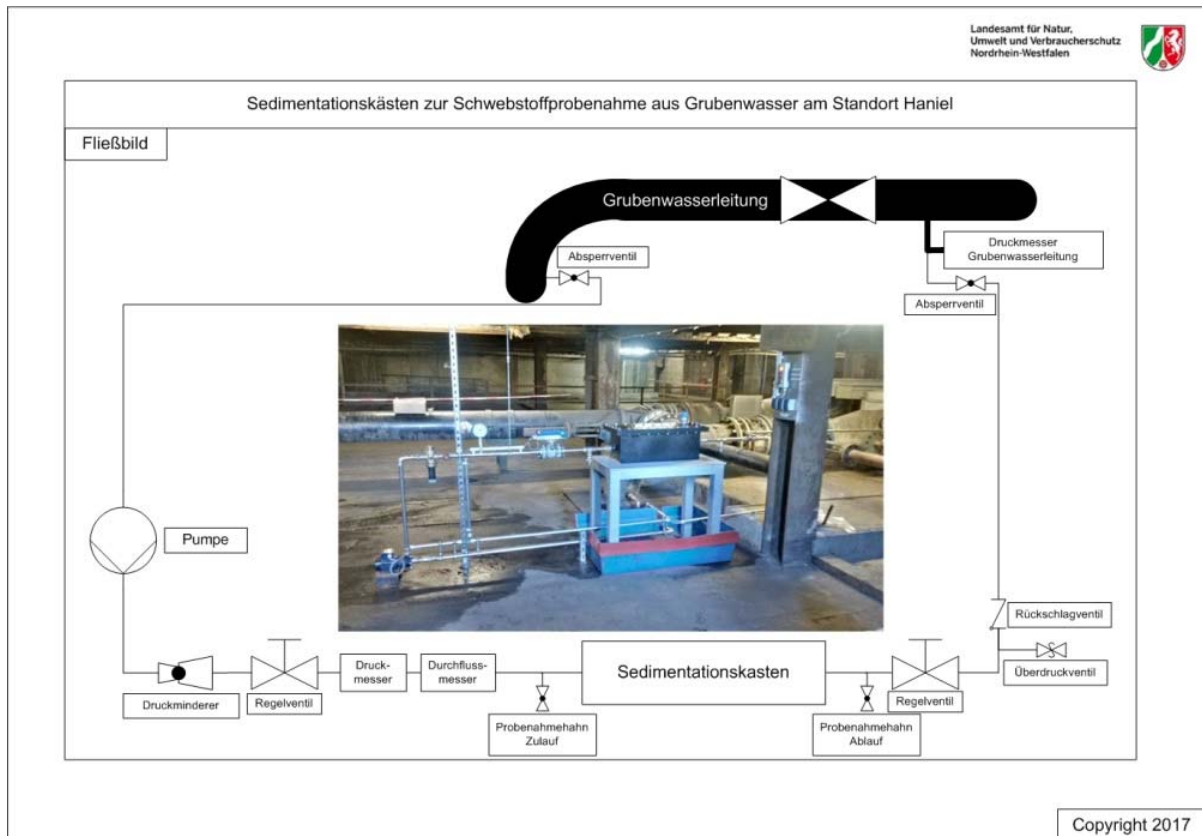 Landesamt für Natur,
Umwelt und Verbraucherschutz
Nordrhein-Westfalen
Sedimentationskästen zur Schwebstoffprobenahme aus Grubenwasser am Standort Haniel
Fließbild
Grubenwasserleitung
Absperrventil
Druckmesser
Grubenwasserleitung
Absperrventil
Pumpe
Rückschlagventil
Überdruckventil
Druckminderer
Regelventil
Druck-
messer
Durchfluss-
messer
Sedimentationskasten
Regelventil
Probenahmehahn
Zulauf
Probenahmehahn
Ablauf
Copyright 2017